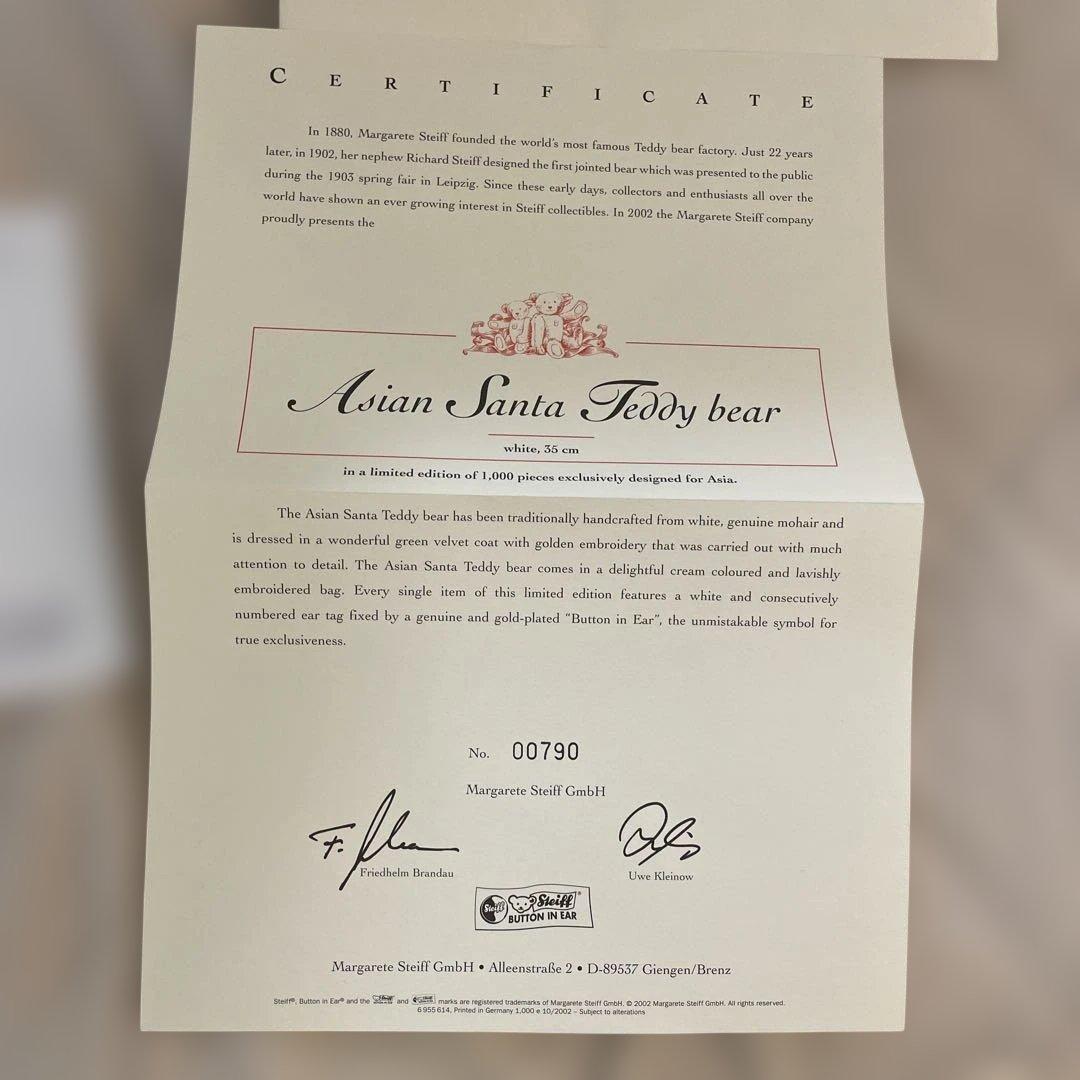 CERTIFICATE
In 1880, Margarete Steiff founded the world's most famous Teddy bear factory. Just 22 years
later, in 1902, her nephew Richard Steiff designed the first jointed bear which was presented to the public
during the 1903 spring fair in Leipzig. Since these early days, collectors and enthusiasts all over the
world have shown an ever growing interest in Steiff collectibles. In 2002 the Margarete Steiff company
proudly presents the
Asian Santa Teddy bear
white, 35 cm
in a limited edition of 1,000 pieces exclusively designed for Asia.
The Asian Santa Teddy bear has been traditionally handcrafted from white, genuine mohair and
is dressed in a wonderful green velvet coat with golden embroidery that was carried out with much
attention to detail. The Asian Santa Teddy bear comes in a delightful cream coloured and lavishly
embroidered bag. Every single item of this limited edition features a white and consecutively
numbered ear tag fixed by a genuine and gold-plated “Button in Ear”, the unmistakable symbol for
true exclusiveness.
No. 00790
Margarete Steiff GmbH
Friedhelm Brandau
Uwe Kleinow
Steiff Steiff®
BUTTON IN EAR
Margarete Steiff GmbH • Alleenstraße 2 • D-89537 Giengen/Brenz
Steiff®, Button in Ear® and the and marks are registered trademarks of Margarete Steiff GmbH. © 2002 Margarete Steiff GmbH. All rights reserved.
6 955 614, Printed in Germany 1,000 e 10/2002 – Subject to alterations